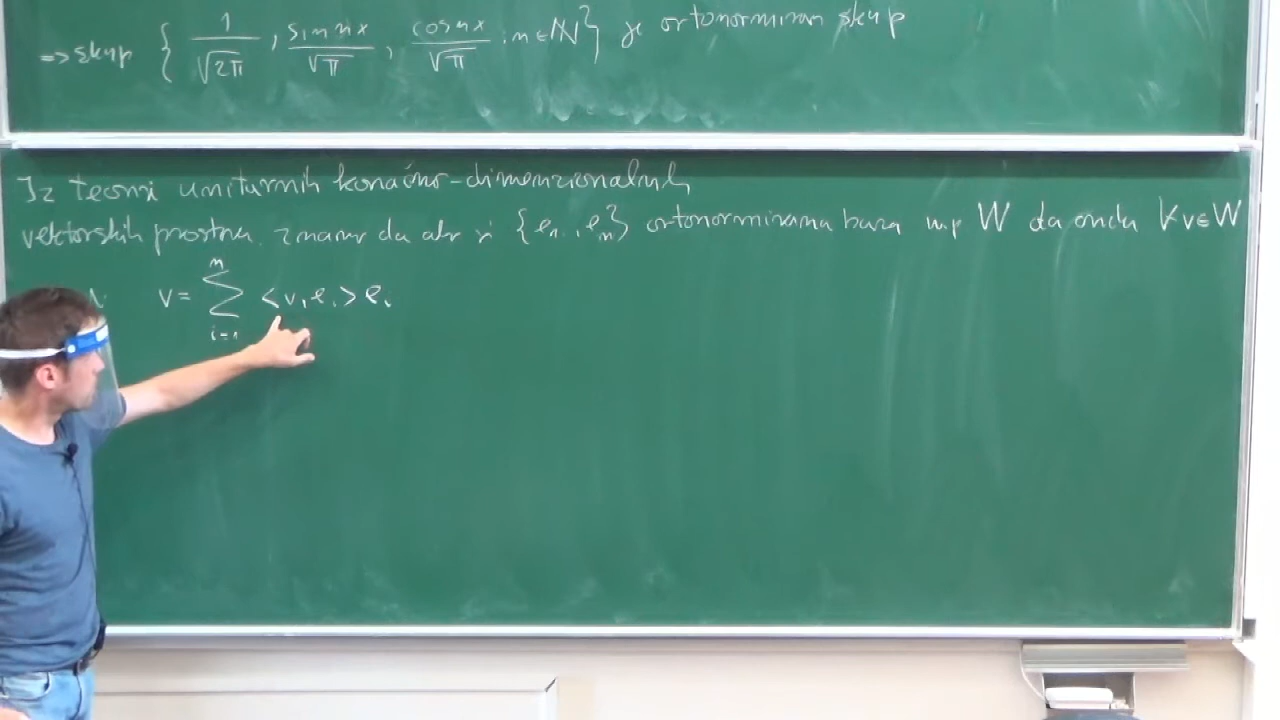 => skup { 1/√2π , sin nx/√π , cos nx/√π : n ∈ N } je ortonormiran skup
Iz teorije unitarnih konačno-dimenzionalnih
vektorskih prostora znamo da ako je {e₁, , eₙ} ortonormirana baza u.p W da onda ∀v∈W
v = Σ_{i=1}^{n} <v, eᵢ> eᵢ